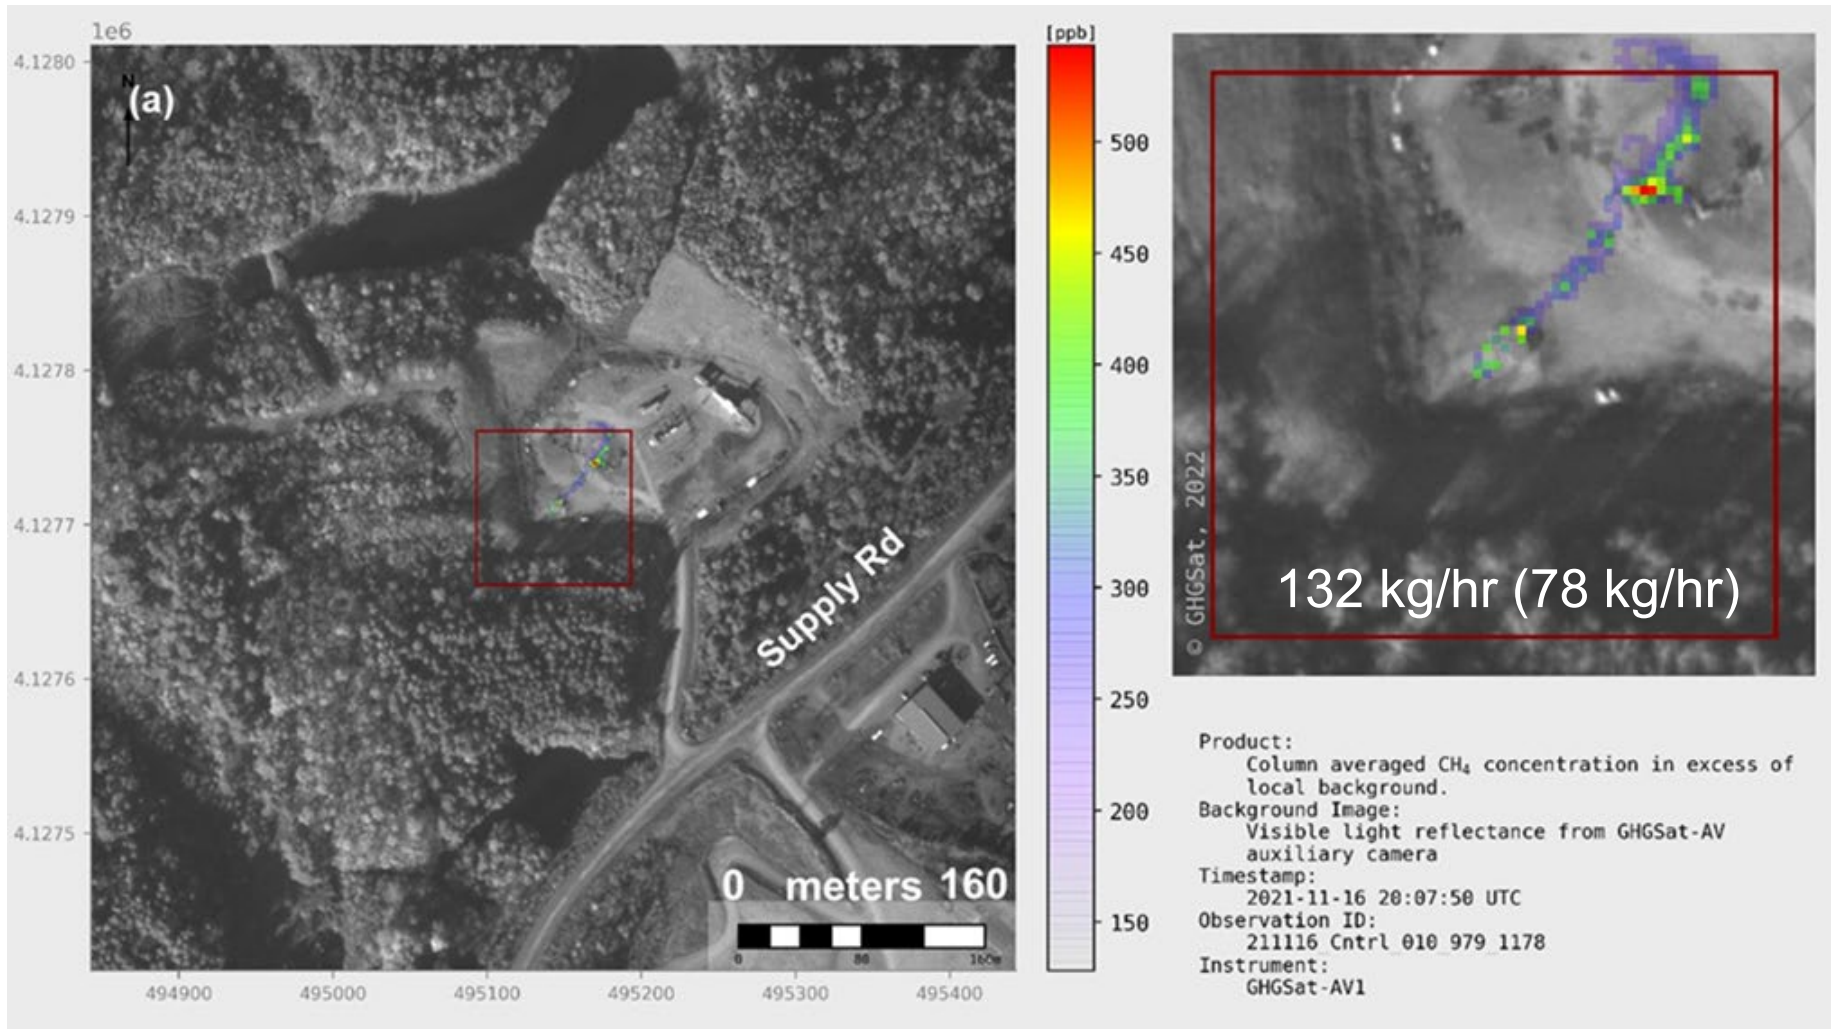 1e6
4.1280
4.1279
4.1278
4.1277
4.1276
4.1275
N
(a)
Supply Rd
0 meters 160
0 80 160m
494900 495000 495100 495200 495300 495400
[ppb]
500
450
400
350
300
250
200
150
© GHGSat, 2022
132 kg/hr (78 kg/hr)
Product:
Column averaged CH₄ concentration in excess of
local background.
Background Image:
Visible light reflectance from GHGSat-AV
auxiliary camera
Timestamp:
2021-11-16 20:07:50 UTC
Observation ID:
211116_Cntrl_010_979_1178
Instrument:
GHGSat-AV1